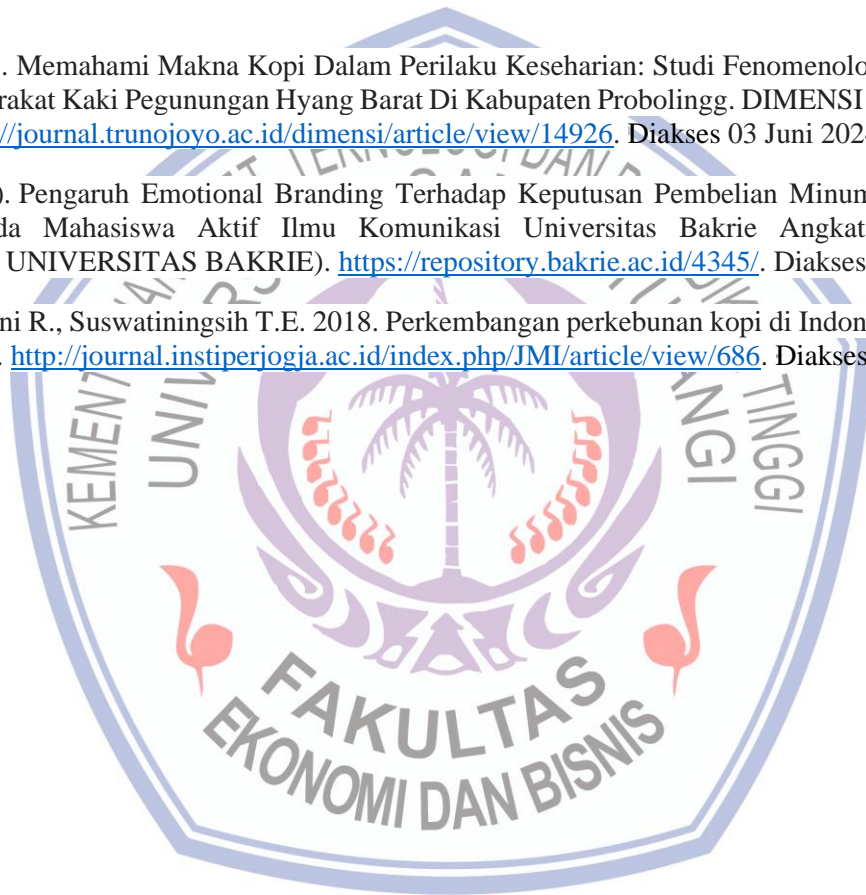 . Memahami Makna Kopi Dalam Perilaku Keseharian: Studi Fenomenolo
rakat Kaki Pegunungan Hyang Barat Di Kabupaten Probolingg. DIMENSI
//journal.trunojoyo.ac.id/dimensi/article/view/14926. Diakses 03 Juni 202
). Pengaruh Emotional Branding Terhadap Keputusan Pembelian Minum
da Mahasiswa Aktif Ilmu Komunikasi Universitas Bakrie Angkat
UNIVERSITAS BAKRIE). https://repository.bakrie.ac.id/4345/. Diakses
ni R., Suswatiningsih T.E. 2018. Perkembangan perkebunan kopi di Indon
. http://journal.instiperjogja.ac.id/index.php/JMI/article/view/686. Diakses
KEMENT
TINGGI
UNIV
ANGI
FAKULTAS
EKONOMI DAN BISNIS